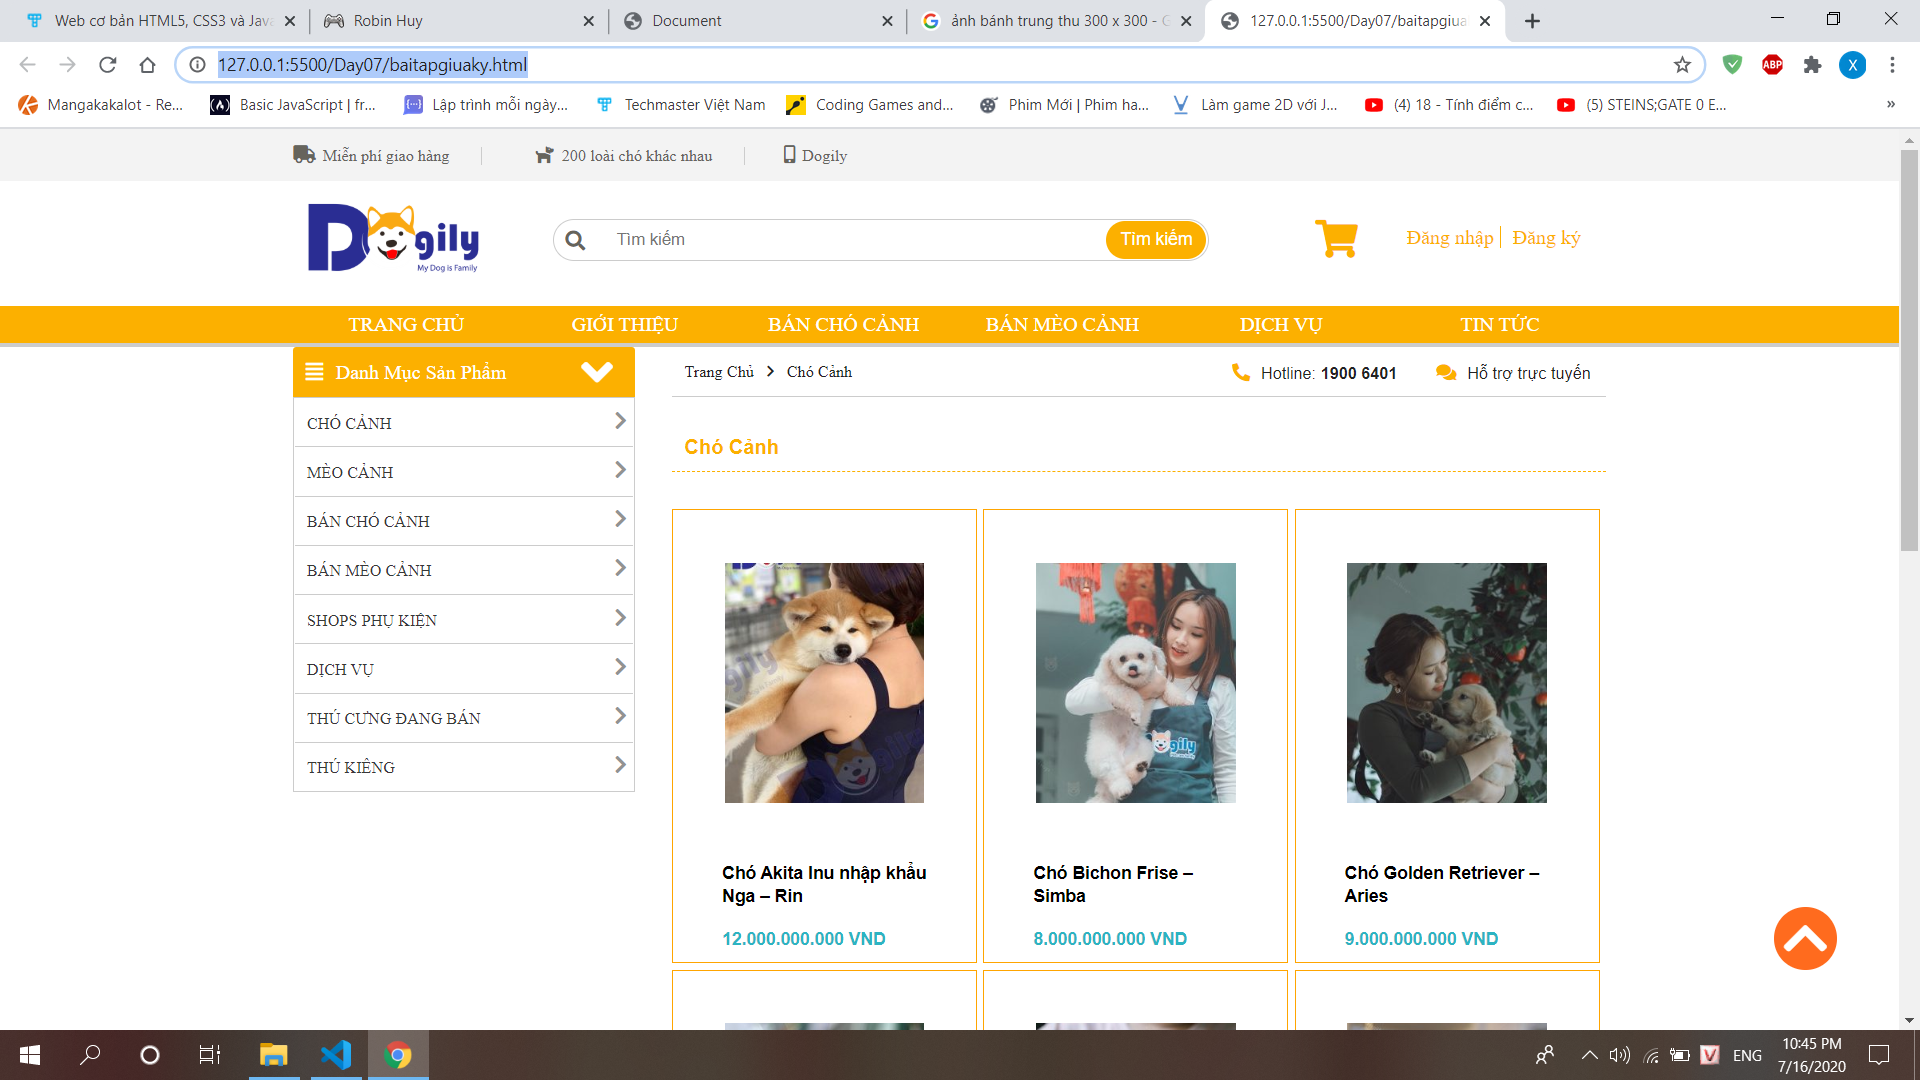 Web cơ bản HTML5, CSS3 và Java
Robin Huy
Document
ảnh bánh trung thu 300 x 300 - G
127.0.0.1:5500/Day07/baitapgiua
127.0.0.1:5500/Day07/baitapgiuaky.html
ABP
X
Mangakakalot - Re...
Basic JavaScript | fr...
Lập trình mỗi ngày...
Techmaster Việt Nam
Coding Games and...
Phim Mới | Phim ha...
Làm game 2D với J...
(4) 18 - Tính điểm c...
(5) STEINS;GATE 0 E...
Miễn phí giao hàng
200 loài chó khác nhau
Dogily
Dogily
My Dog is Family
Tìm kiếm
Tìm kiếm
Đăng nhập
Đăng ký
TRANG CHỦ
GIỚI THIỆU
BÁN CHÓ CẢNH
BÁN MÈO CẢNH
DỊCH VỤ
TIN TỨC
Danh Mục Sản Phẩm
Trang Chủ
Chó Cảnh
Hotline: 1900 6401
Hỗ trợ trực tuyến
CHÓ CẢNH
MÈO CẢNH
BÁN CHÓ CẢNH
BÁN MÈO CẢNH
SHOPS PHỤ KIỆN
DỊCH VỤ
THÚ CƯNG ĐANG BÁN
THÚ KIÊNG
Chó Cảnh
gily
Chó Akita Inu nhập khẩu
Nga – Rin
12.000.000.000 VND
Chó Bichon Frise –
Simba
8.000.000.000 VND
Chó Golden Retriever –
Aries
9.000.000.000 VND
ENG
10:45 PM
7/16/2020